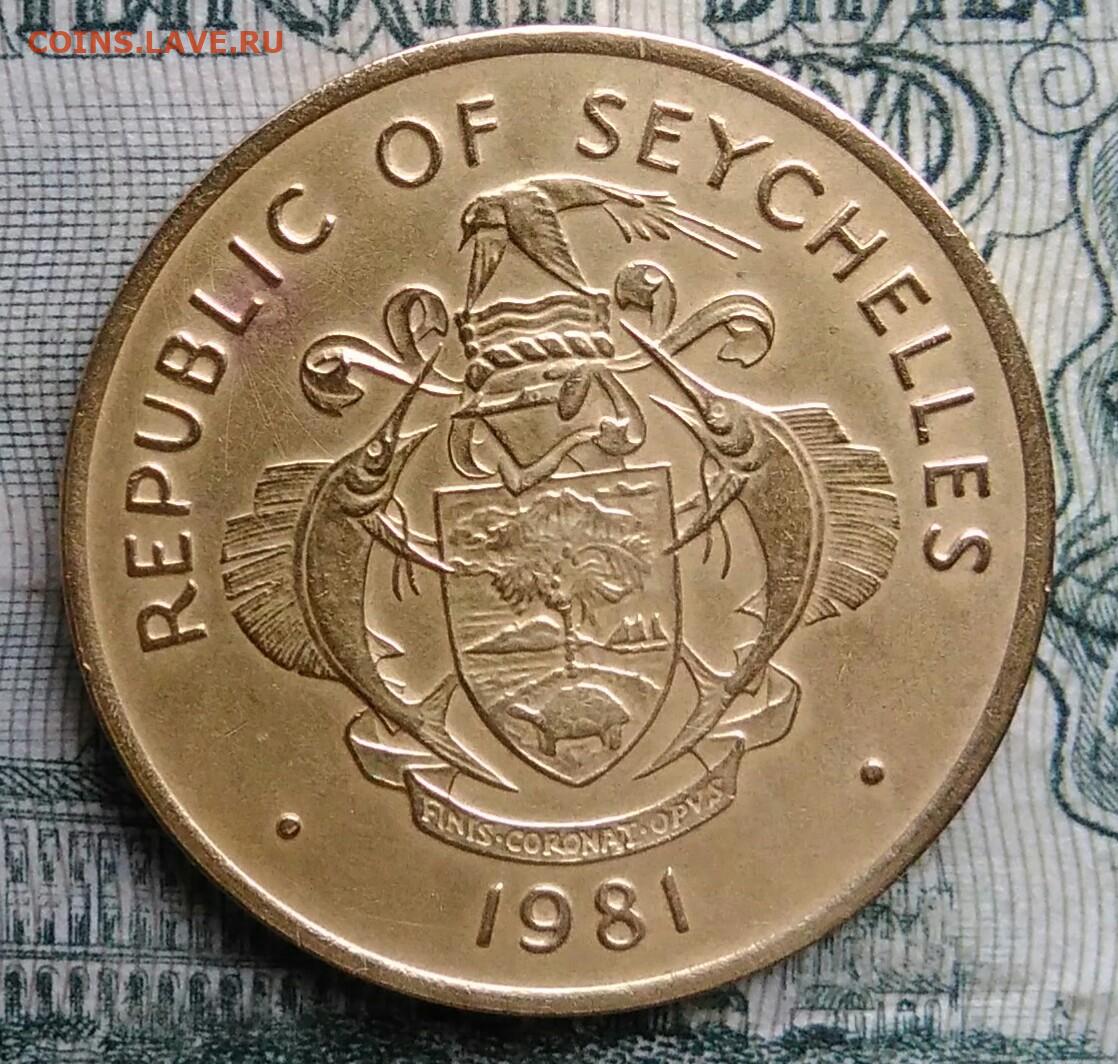 COINS.LAVE.RU
REPUBLIC OF SEYCHELLES
FINIS·CORONAT·OPVS
1981